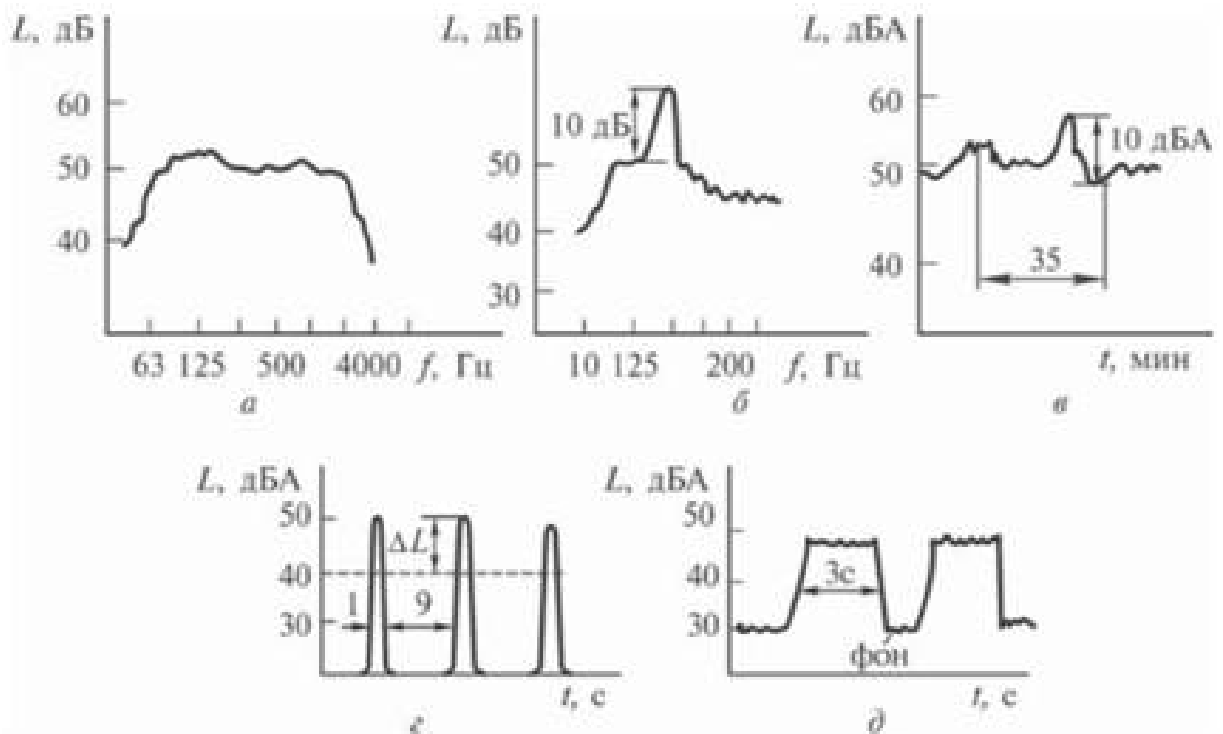 L, дБ
60
50
40
63 125 500 4000 f, Гц
а
L, дБ
10 дБ
50
40
30
10 125 200 f, Гц
б
L, дБА
60
50
40
10 дБА
35
t, мин
в
L, дБА
50
40
30
ΔL
1 9
t, с
г
L, дБА
50
40
30
3с
фон
t, с
д